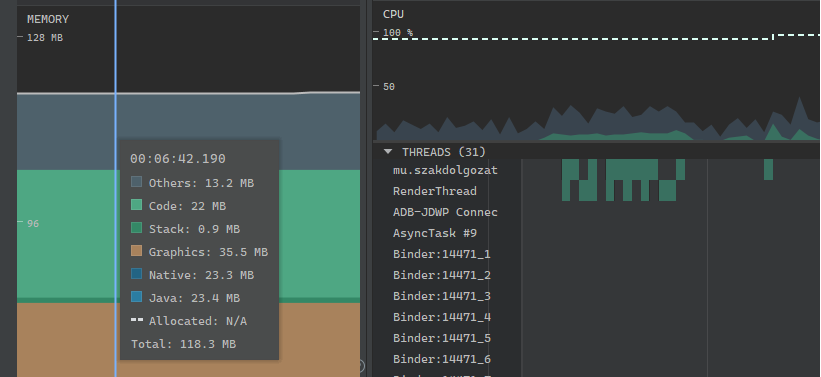 MEMORY
128 MB
96
00:06:42.190
Others: 13.2 MB
Code: 22 MB
Stack: 0.9 MB
Graphics: 35.5 MB
Native: 23.3 MB
Java: 23.4 MB
Allocated: N/A
Total: 118.3 MB
CPU
100 %
50
THREADS (31)
mu.szakdolgozat
RenderThread
ADB-JDWP Connec
AsyncTask #9
Binder:14471_1
Binder:14471_2
Binder:14471_3
Binder:14471_4
Binder:14471_5
Binder:14471_6